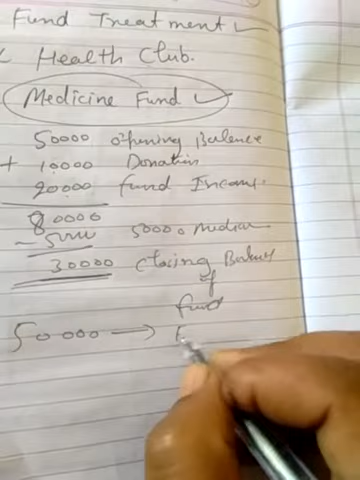 Fund Treatment
Health Club.
Medicine Fund
50000 Opening Balance
+ 10000 Donation
20000 fund Income.
80000
- 50000 50000 Medicine
30000 Closing Balance
of
fund
50000 →